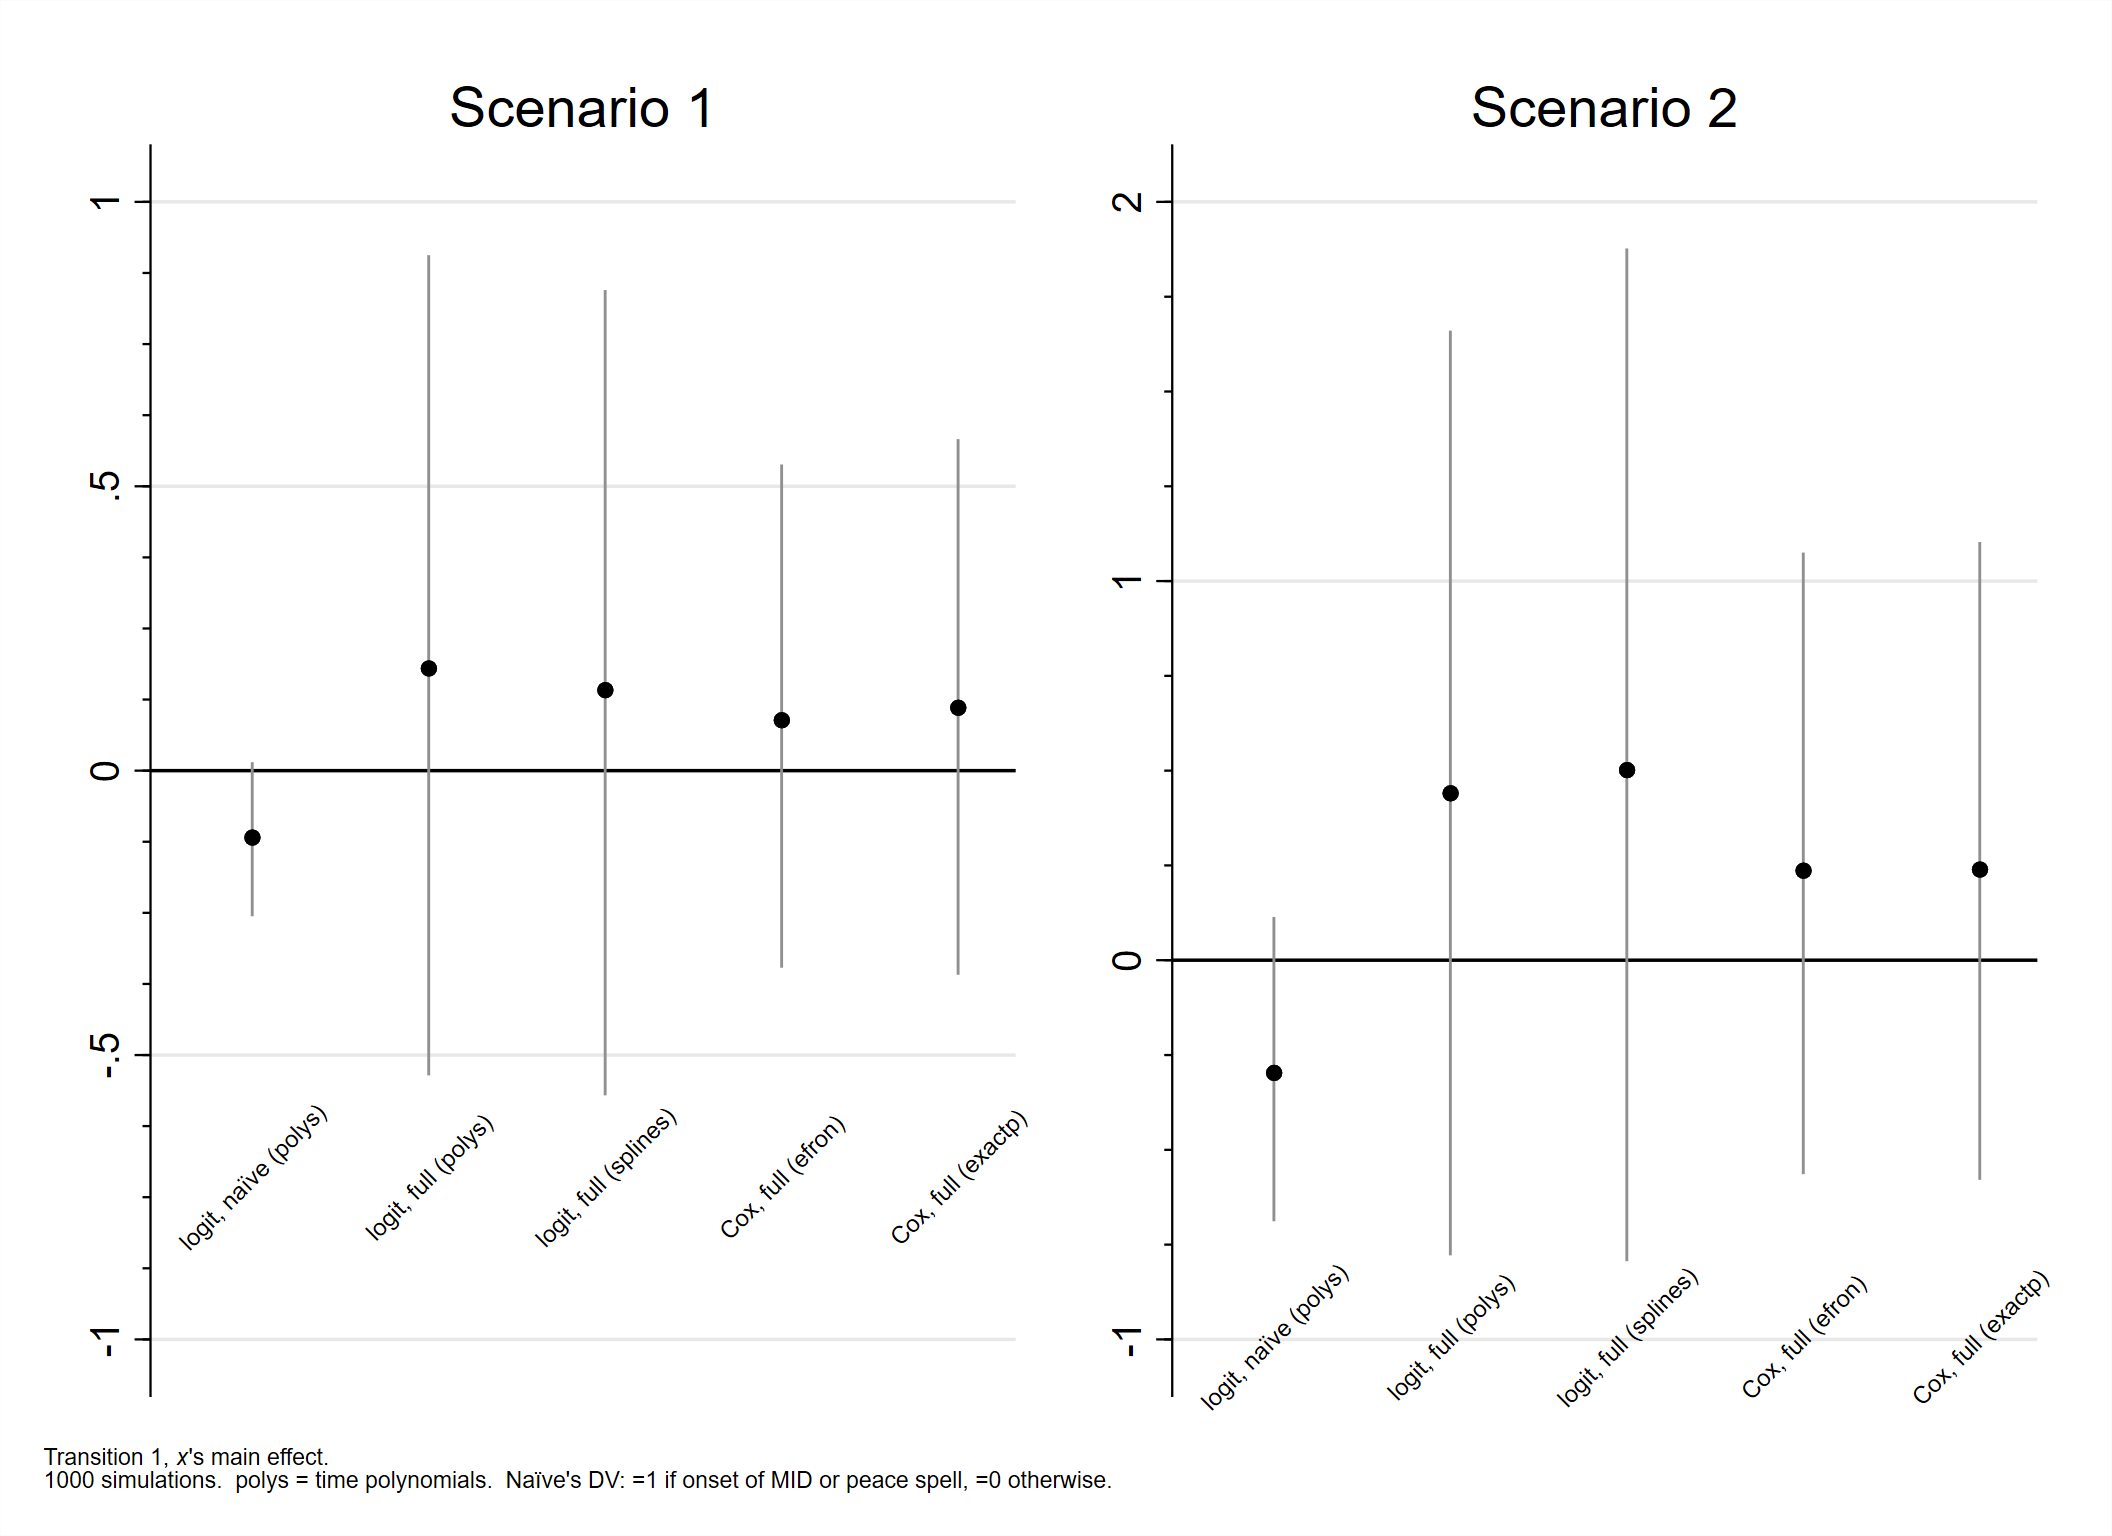 Scenario 1
1
.5
0
-.5
-1
logit, naïve (polys)
logit, full (polys)
logit, full (splines)
Cox, full (efron)
Cox, full (exactp)
Scenario 2
2
1
0
-1
logit, naïve (polys)
logit, full (polys)
logit, full (splines)
Cox, full (efron)
Cox, full (exactp)
Transition 1, x's main effect.
1000 simulations.  polys = time polynomials.  Naïve's DV: =1 if onset of MID or peace spell, =0 otherwise.